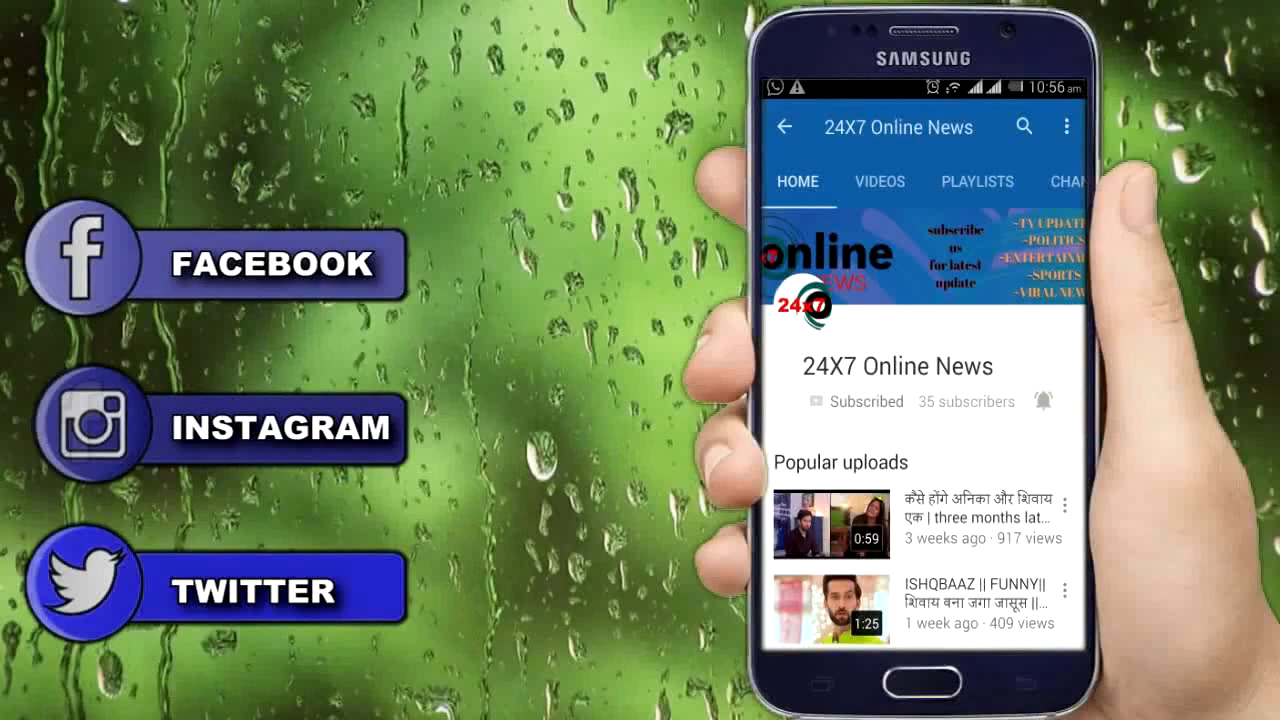 FACEBOOK
INSTAGRAM
TWITTER
SAMSUNG
10:56 am
24X7 Online News
HOME VIDEOS PLAYLISTS CHAN
online
EWS
24x7
subscribe
us
for latest
update
~TV UPDATE
~POLITICS
~ENTERTAINM
~SPORTS
~VIRAL NEW
24X7 Online News
Subscribed 35 subscribers
Popular uploads
कैसे होंगे अनिका और शिवाय
एक | three months lat...
3 weeks ago · 917 views
0:59
ISHQBAAZ || FUNNY||
शिवाय बना जगा जासूस ||...
1 week ago · 409 views
1:25